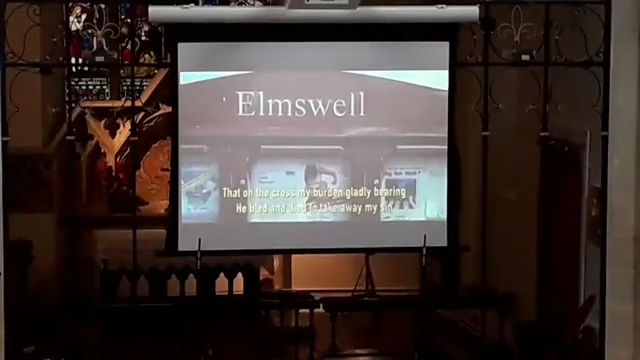 Elmswell
That on the cross my burden gladly bearing
He bled and died to take away my sin